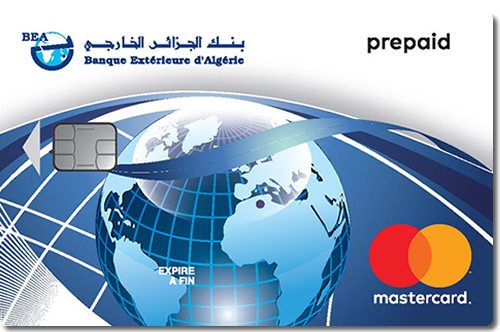 BEA
بنك الجزائر الخارجي
Banque Extérieure d'Algérie
prepaid
EXPIRE
A FIN
mastercard.